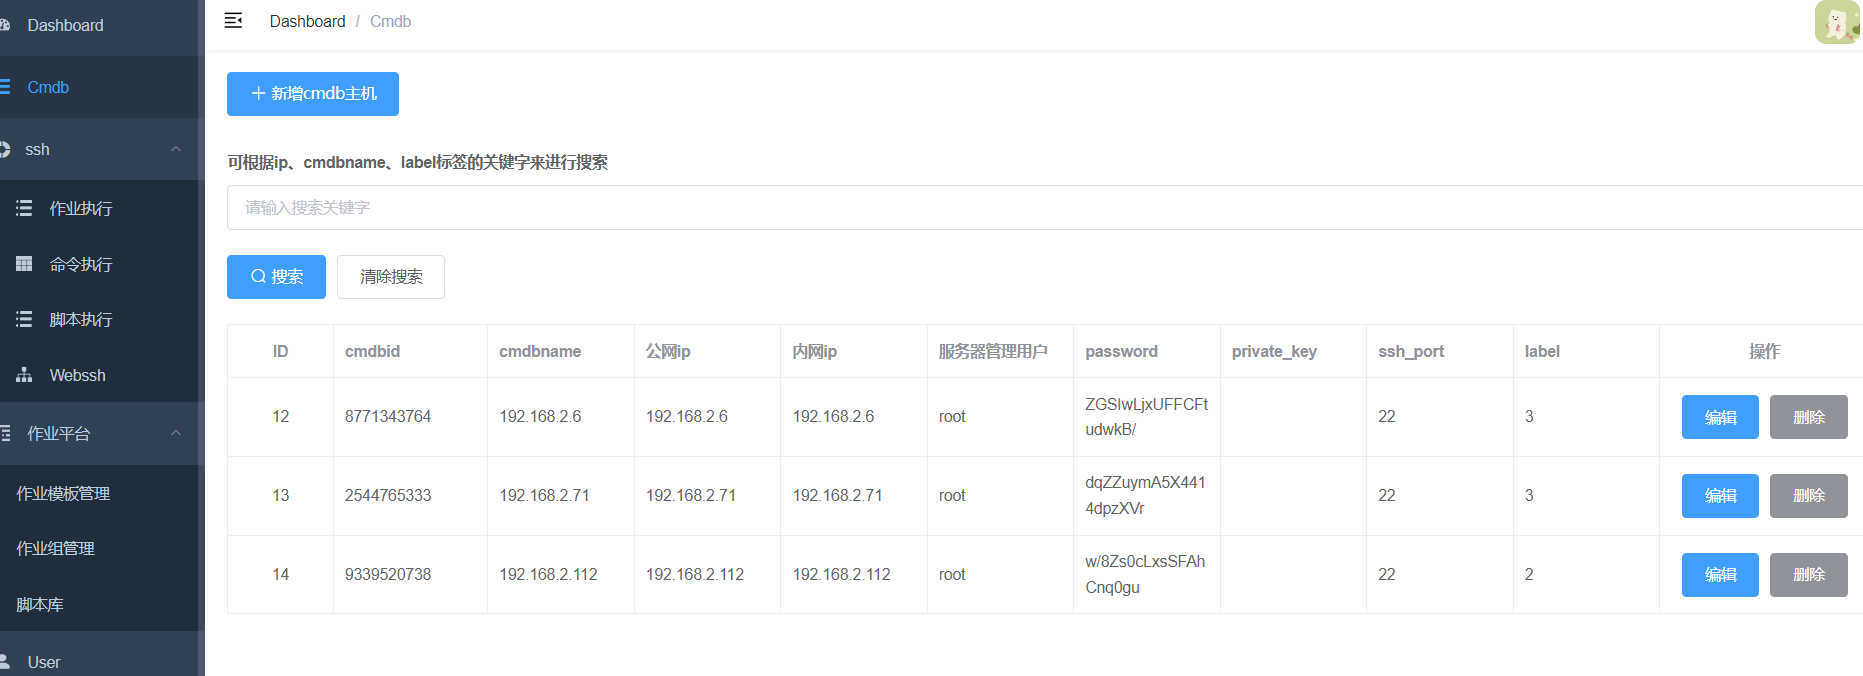 Dashboard
Cmdb
ssh
作业执行
命令执行
脚本执行
Webssh
作业平台
作业模板管理
作业组管理
脚本库
User
Dashboard / Cmdb
新增cmdb主机
可根据ip、cmdbname、label标签的关键字来进行搜索
请输入搜索关键字
搜索 清除搜索
ID cmdbid cmdbname 公网ip 内网ip 服务器管理用户 password private_key ssh_port label 操作
12 8771343764 192.168.2.6 192.168.2.6 192.168.2.6 root ZGSlwLjxUFFCFt 22 3 编辑 删除
udwkB/
13 2544765333 192.168.2.71 192.168.2.71 192.168.2.71 root dqZZuymA5X441 22 3 编辑 删除
4dpzXVr
14 9339520738 192.168.2.112 192.168.2.112 192.168.2.112 root w/8Zs0cLxsSFAh 22 2 编辑 删除
Cnq0gu